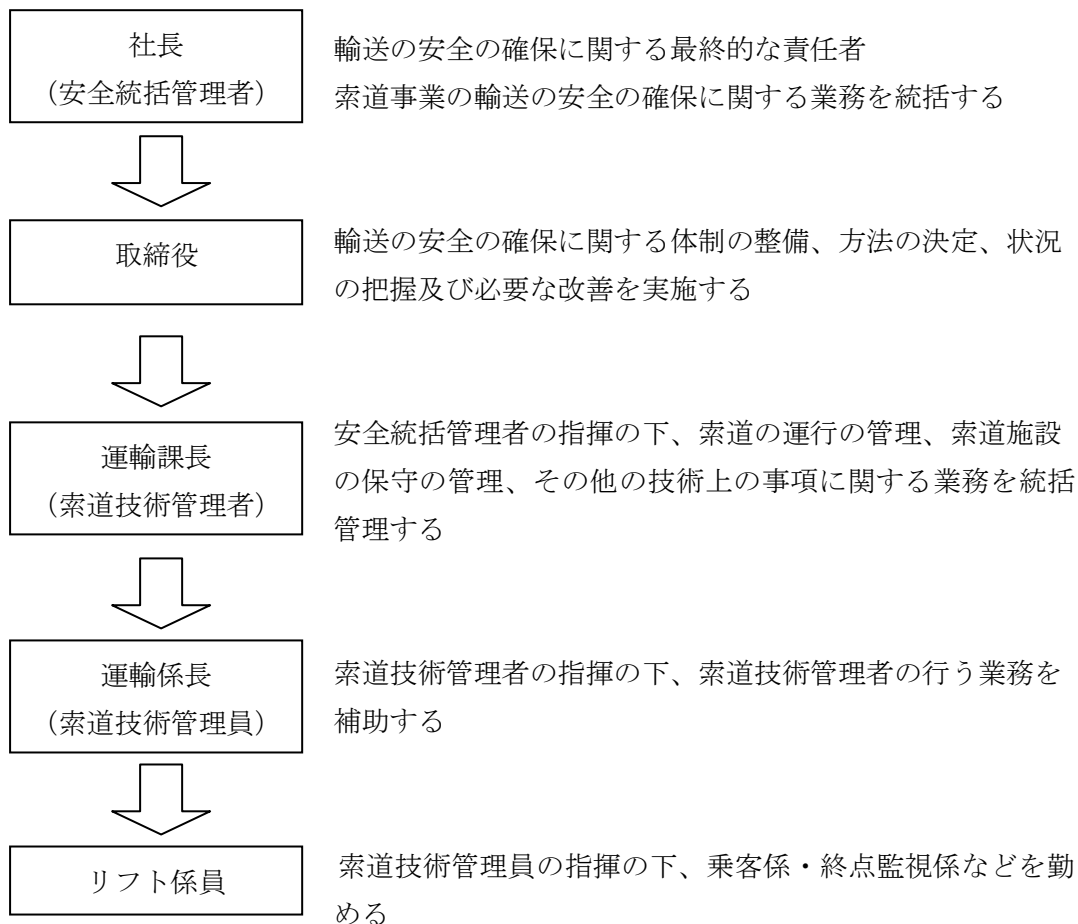 社長
(安全統括管理者)
輸送の安全の確保に関する最終的な責任者
索道事業の輸送の安全の確保に関する業務を統括する
取締役
輸送の安全の確保に関する体制の整備、方法の決定、状況
の把握及び必要な改善を実施する
運輸課長
(索道技術管理者)
安全統括管理者の指揮の下、索道の運行の管理、索道施設
の保守の管理、その他の技術上の事項に関する業務を統括
管理する
運輸係長
(索道技術管理員)
索道技術管理者の指揮の下、索道技術管理者の行う業務を
補助する
リフト係員
索道技術管理員の指揮の下、乗客係・終点監視係などを勤
める